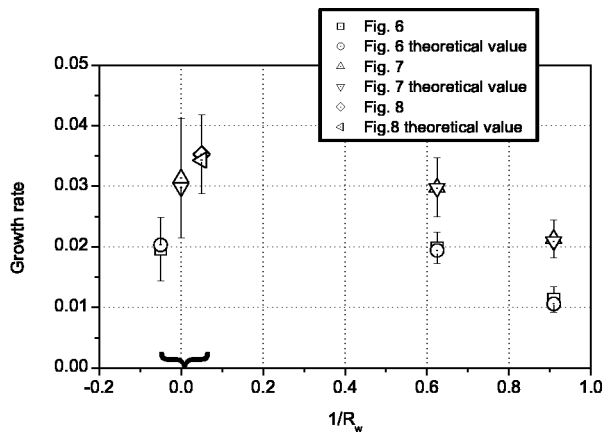 Fig. 6
Fig. 6 theoretical value
Fig. 7
Fig. 7 theoretical value
Fig. 8
Fig.8 theoretical value
0.05
0.04
0.03
0.02
0.01
0.00
Growth rate
-0.2 0.0 0.2 0.4 0.6 0.8 1.0
1/R_w